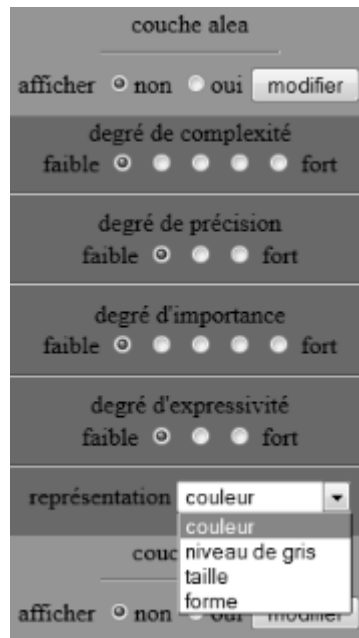 couche alea
afficher non oui modifier
degré de complexité
faible fort
degré de précision
faible fort
degré d'importance
faible fort
degré d'expressivité
faible fort
représentation couleur
couleur
couc niveau de gris
taille
forme
afficher non